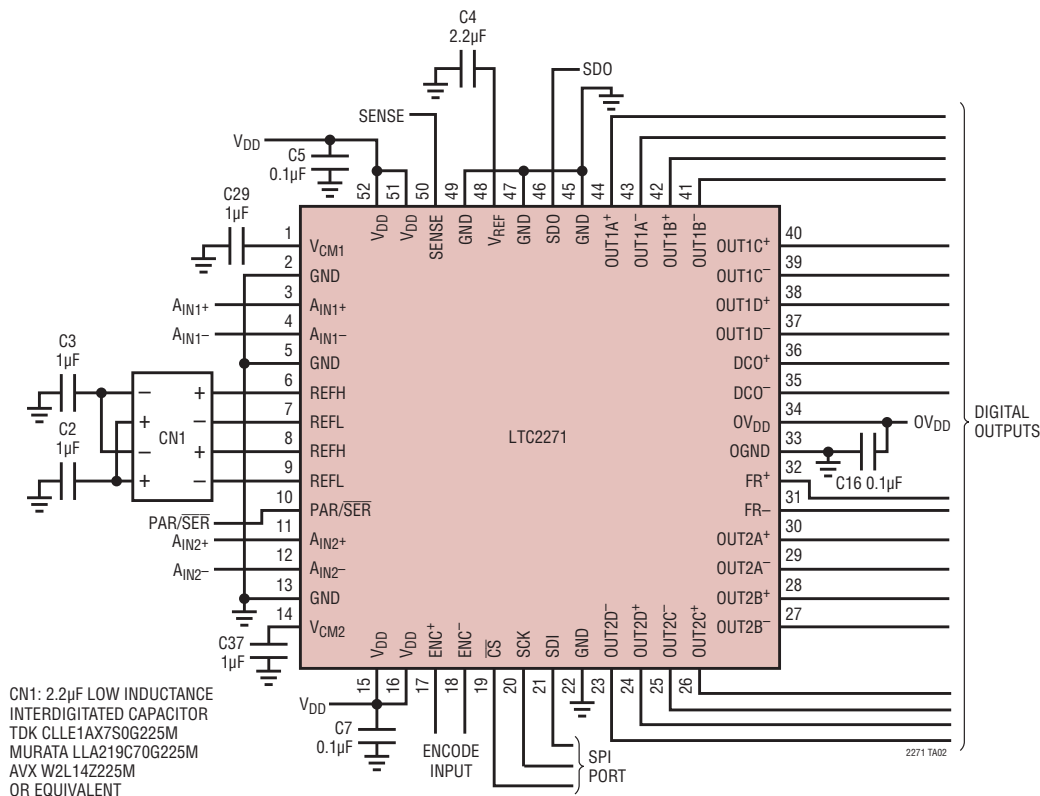 C4
2.2µF
SDO
SENSE
VDD
C5
0.1µF
52
51
50
49
48
47
46
45
44
43
42
41
VDD
VDD
SENSE
GND
VREF
GND
SDO
GND
OUT1A+
OUT1A–
OUT1B+
OUT1B–
C29
1µF
1
VCM1
2
GND
AIN1+
3
AIN1+
AIN1–
4
AIN1–
5
GND
C3
1µF
6
REFH
7
REFL
C2
1µF
8
REFH
9
REFL
– +
+ –
CN1
– +
+ –
PAR/SER
10
PAR/SER
AIN2+
11
AIN2+
AIN2–
12
AIN2–
13
GND
14
VCM2
C37
1µF
LTC2271
OUT1C+
40
OUT1C–
39
OUT1D+
38
OUT1D–
37
DCO+
36
DCO–
35
OVDD
34
OVDD
OGND
33
C16 0.1µF
FR+
32
FR–
31
OUT2A+
30
OUT2A–
29
OUT2B+
28
OUT2B–
27
DIGITAL
OUTPUTS
VDD
VDD
ENC+
ENC–
CS
SCK
SDI
GND
OUT2D–
OUT2D+
OUT2C–
OUT2C+
15
16
17
18
19
20
21
22
23
24
25
26
VDD
C7
0.1µF
ENCODE
INPUT
SPI
PORT
CN1: 2.2µF LOW INDUCTANCE
INTERDIGITATED CAPACITOR
TDK CLLE1AX7S0G225M
MURATA LLA219C70G225M
AVX W2L14Z225M
OR EQUIVALENT
2271 TA02